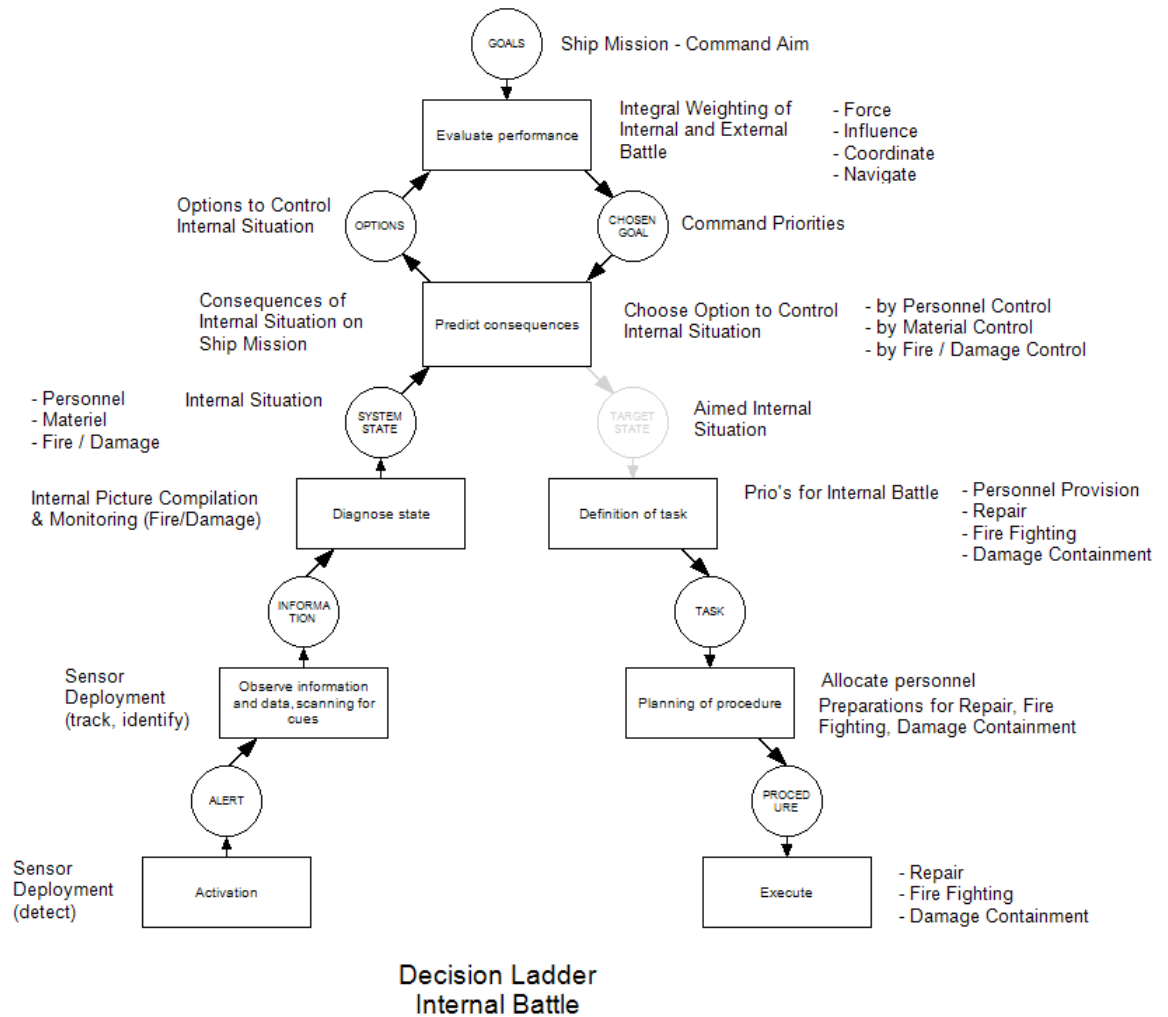 GOALS
Ship Mission - Command Aim
Evaluate performance
Integral Weighting of
Internal and External
Battle
- Force
- Influence
- Coordinate
- Navigate
Options to Control
Internal Situation
OPTIONS
CHOSEN
GOAL
Command Priorities
Consequences of
Internal Situation on
Ship Mission
Predict consequences
Choose Option to Control
Internal Situation
- by Personnel Control
- by Material Control
- by Fire / Damage Control
- Personnel
- Materiel
- Fire / Damage
Internal Situation
SYSTEM
STATE
TARGET
STATE
Aimed Internal
Situation
Internal Picture Compilation
& Monitoring (Fire/Damage)
Diagnose state
Definition of task
Prio's for Internal Battle
- Personnel Provision
- Repair
- Fire Fighting
- Damage Containment
INFORMA
TION
TASK
Sensor
Deployment
(track, identify)
Observe information
and data, scanning for
cues
Planning of procedure
Allocate personnel
Preparations for Repair, Fire
Fighting, Damage Containment
ALERT
PROCED
URE
Sensor
Deployment
(detect)
Activation
Execute
- Repair
- Fire Fighting
- Damage Containment
Decision Ladder
Internal Battle